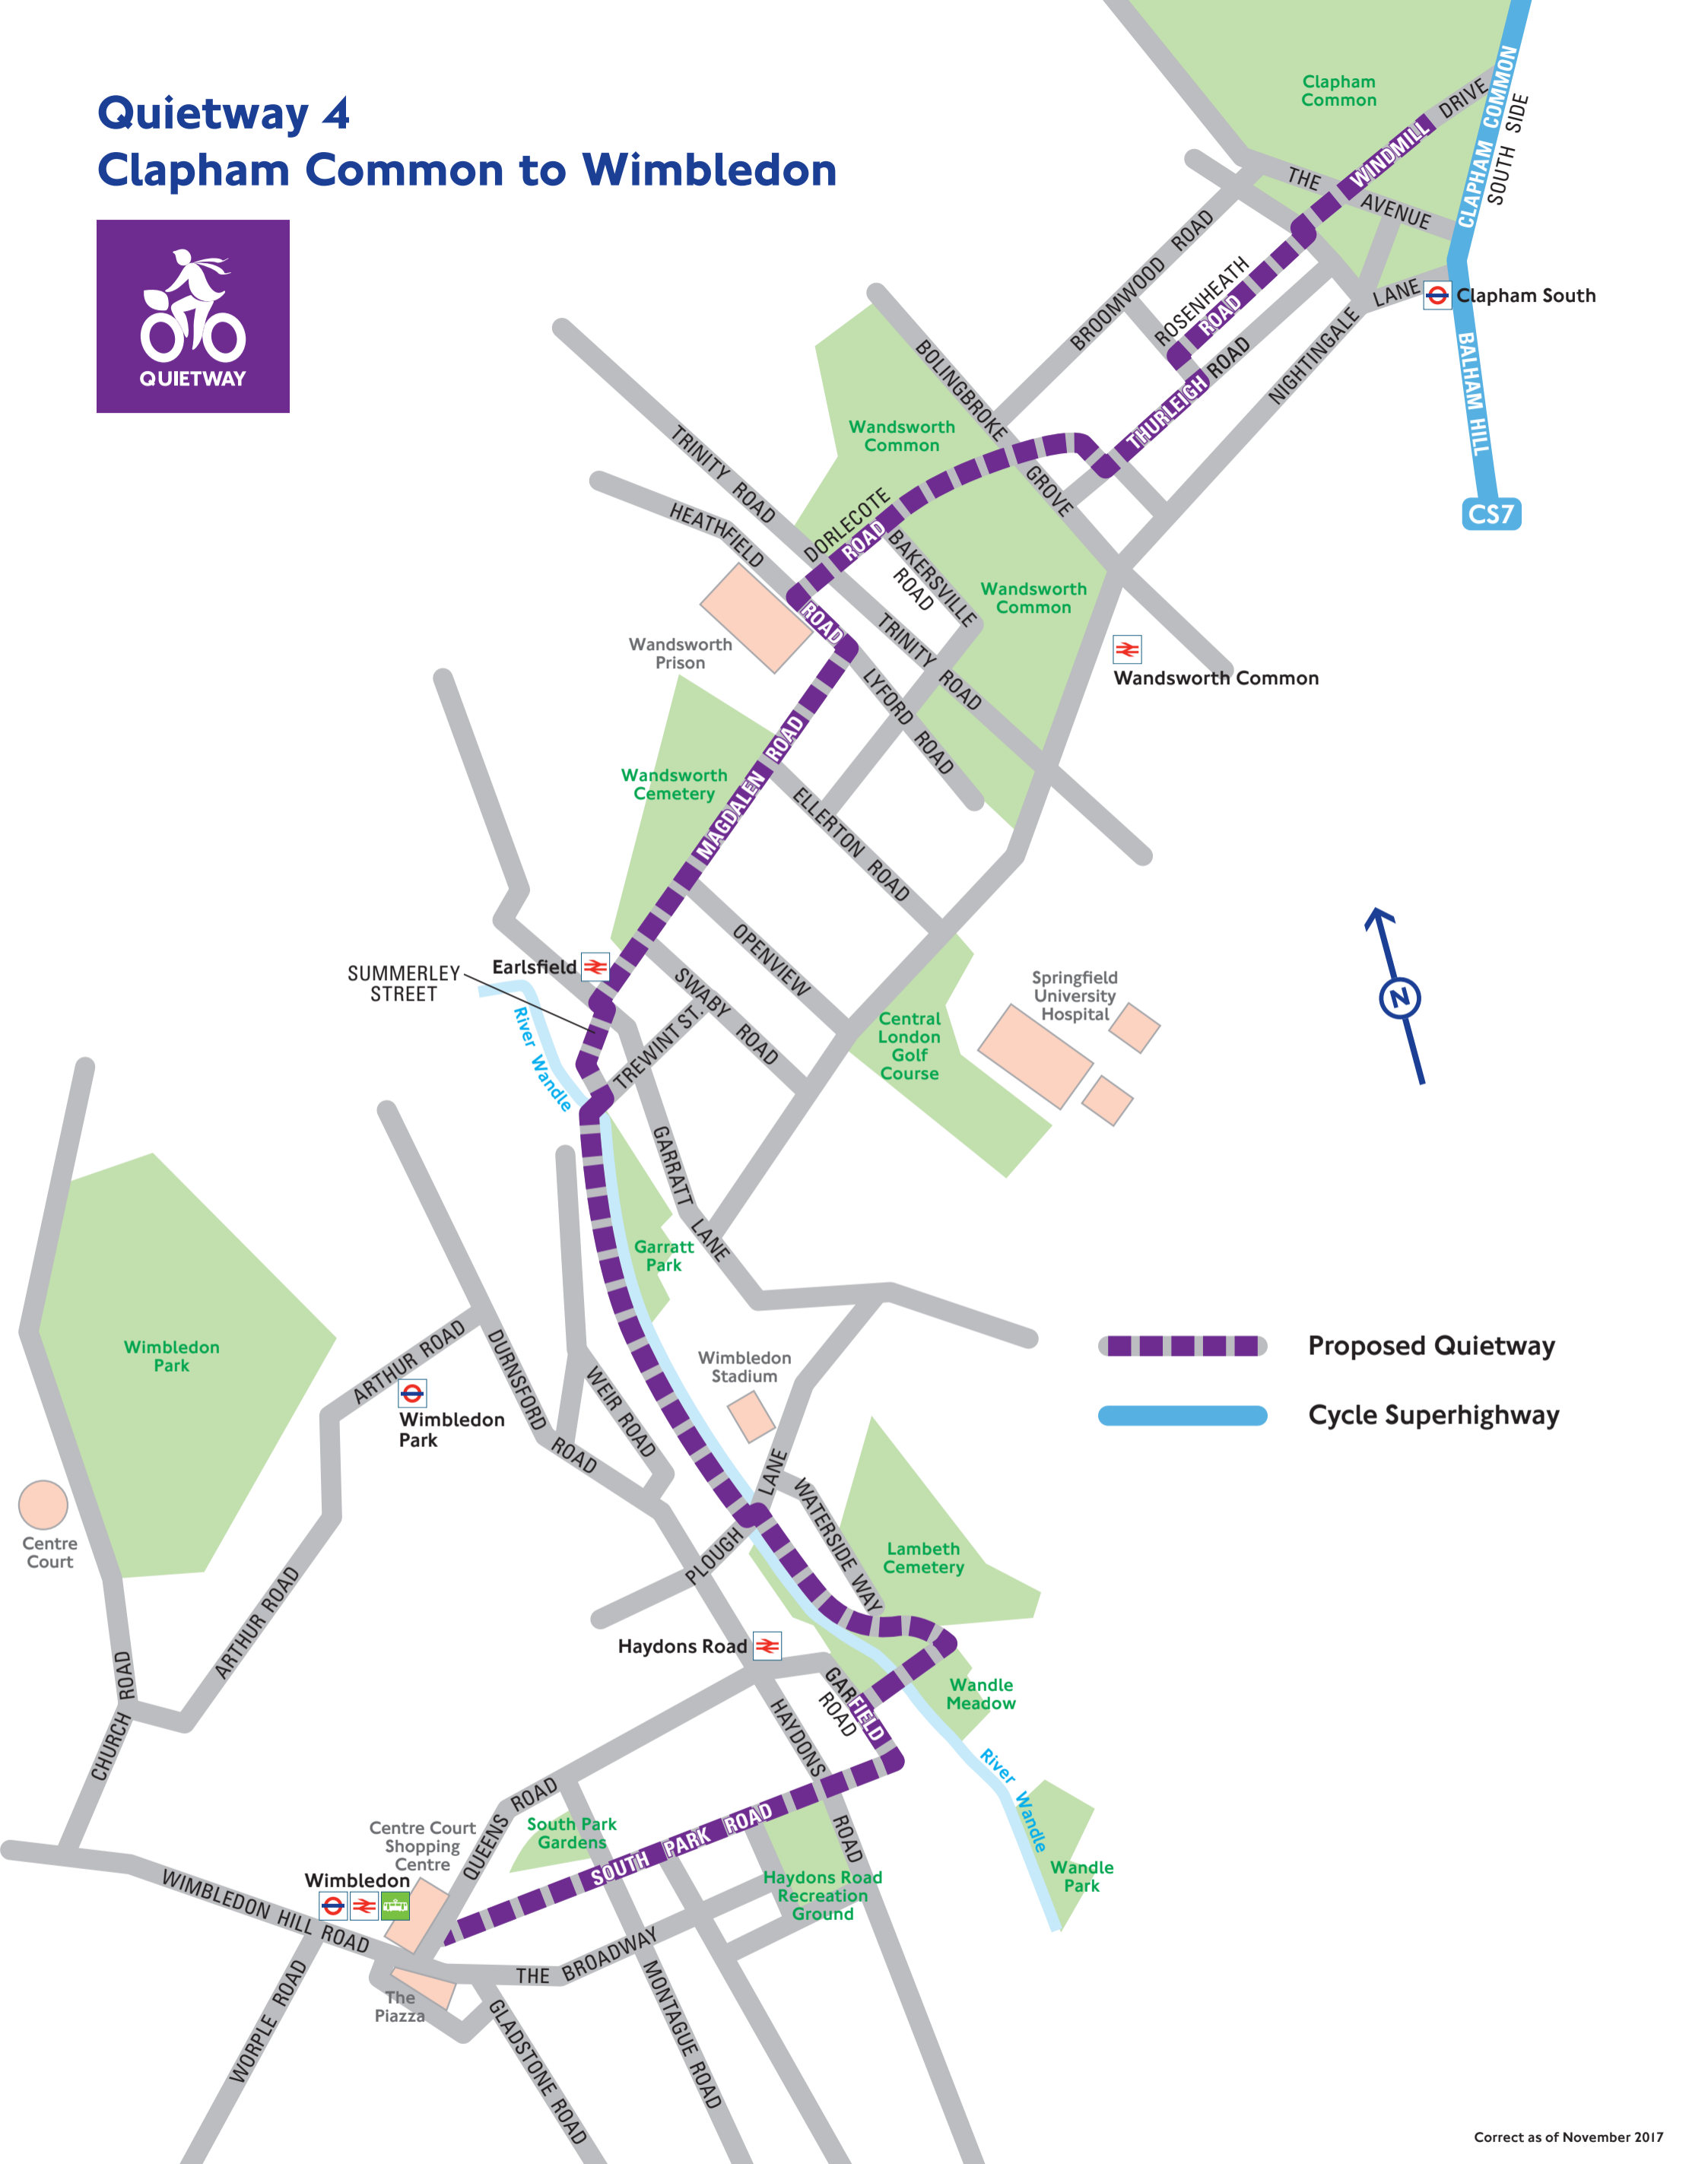 Quietway 4
Clapham Common to Wimbledon
QUIETWAY
Clapham
Common
WINDMILL DRIVE
CLAPHAM COMMON
SOUTH SIDE
THE AVENUE
BROOMWOOD ROAD
ROSENHEATH
ROAD
THURLEIGH ROAD
NIGHTINGALE LANE
Clapham South
BALHAM HILL
CS7
BOLINGBROKE GROVE
Wandsworth
Common
TRINITY ROAD
HEATHFIELD ROAD
DORLECOTE
ROAD
BAKERSVILLE
ROAD
Wandsworth
Common
Wandsworth
Prison
TRINITY ROAD
LYFORD ROAD
Wandsworth Common
MAGDALEN ROAD
Wandsworth
Cemetery
ELLERTON ROAD
OPENVIEW
SWABY ROAD
Earlsfield
SUMMERLEY
STREET
River Wandle
TREWINT ST.
Central
London
Golf
Course
Springfield
University
Hospital
N
GARRATT LANE
Garratt
Park
Wimbledon
Park
ARTHUR ROAD
Wimbledon
Park
DURNSFORD ROAD
WEIR ROAD
Wimbledon
Stadium
Proposed Quietway
Cycle Superhighway
PLOUGH LANE
WATERSIDE WAY
Lambeth
Cemetery
Centre
Court
ARTHUR ROAD
CHURCH ROAD
Haydons Road
GARFIELD
ROAD
Wandle
Meadow
HAYDONS ROAD
River Wandle
Wandle
Park
QUEENS ROAD
South Park
Gardens
SOUTH PARK ROAD
Haydons Road
Recreation
Ground
Centre Court
Shopping
Centre
Wimbledon
WIMBLEDON HILL ROAD
THE BROADWAY
The
Piazza
WORPLE ROAD
GLADSTONE ROAD
MONTAGUE ROAD
Correct as of November 2017